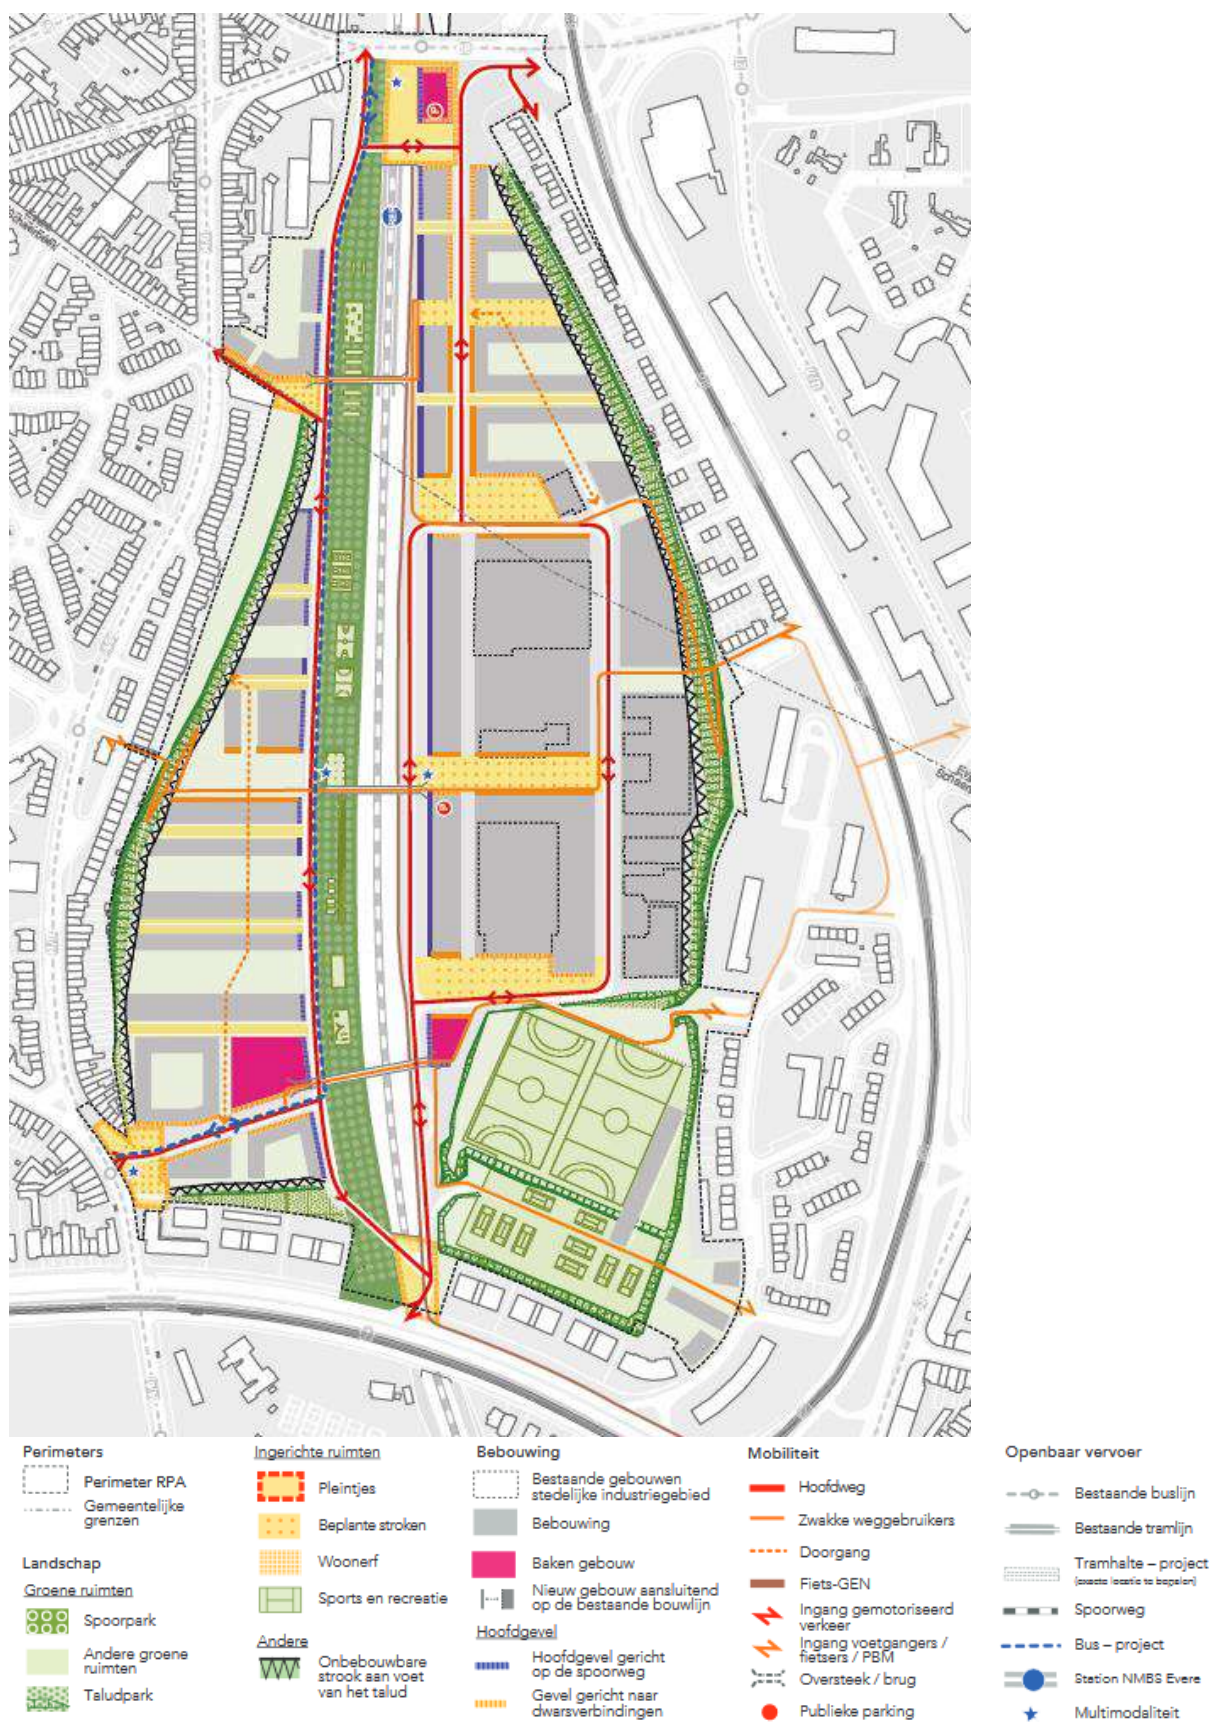 Perimeters
Perimeter RPA
Gemeentelijke
grenzen
Landschap
Groene ruimten
Spoorpark
Andere groene
ruimten
Taludpark
Ingerichte ruimten
Pleintjes
Beplante stroken
Woonerf
Sports en recreatie
Andere
Onbebouwbare
strook aan voet
van het talud
Bebouwing
Bestaande gebouwen
stedelijke industriegebied
Bebouwing
Baken gebouw
Nieuw gebouw aansluitend
op de bestaande bouwlijn
Hoofdgevel
Hoofdgevel gericht
op de spoorweg
Gevel gericht naar
dwarsverbindingen
Mobiliteit
Hoofdweg
Zwakke weggebruikers
Doorgang
Fiets-GEN
Ingang gemotoriseerd
verkeer
Ingang voetgangers /
fietsers / PBM
Oversteek / brug
Publieke parking
Openbaar vervoer
Bestaande buslijn
Bestaande tramlijn
Tramhalte – project
(exacte locatie te bepalen)
Spoorweg
Bus – project
Station NMBS Evere
Multimodaliteit